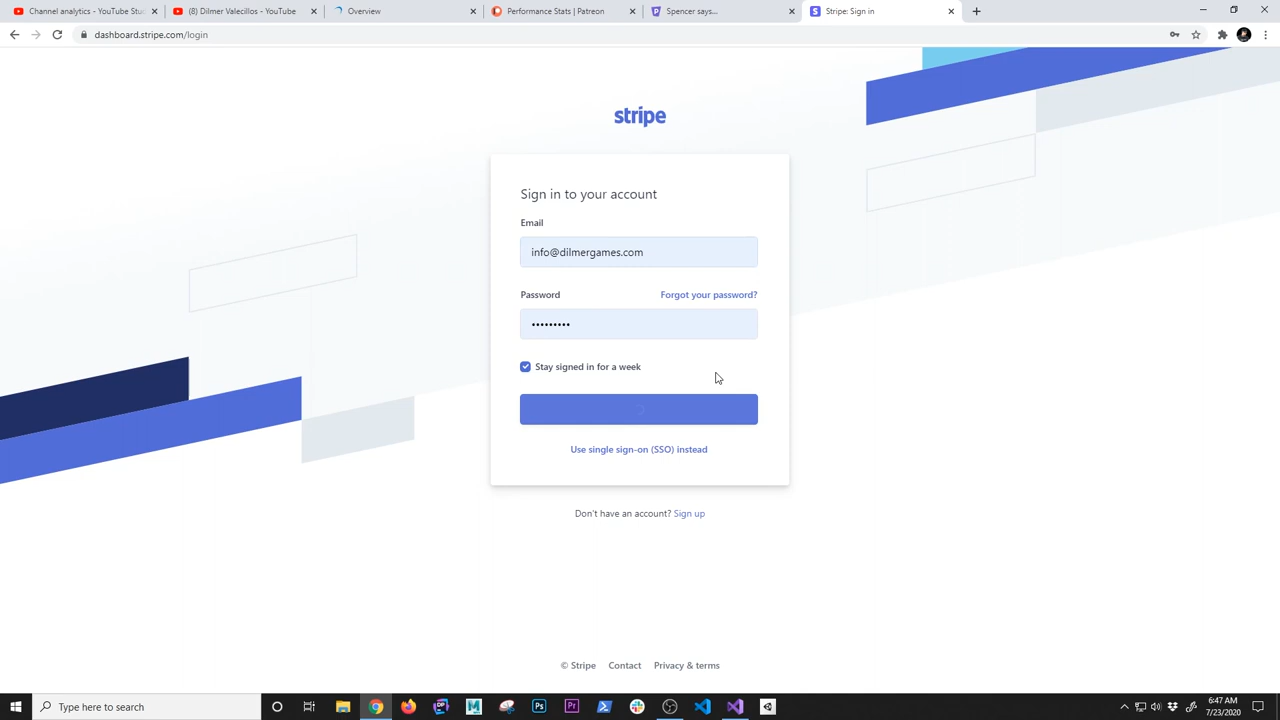 Channel analytics - YouTube Stu
(8) Dilmer Valecillos - YouTube
Overview
Performance Stats | Patreon
Spencer says...
Stripe: Sign in
dashboard.stripe.com/login
stripe
Sign in to your account
Email
info@dilmergames.com
Password
Forgot your password?
•••••••••
Stay signed in for a week
Use single sign-on (SSO) instead
Don't have an account? Sign up
© Stripe
Contact
Privacy & terms
Type here to search
6:47 AM
7/23/2020